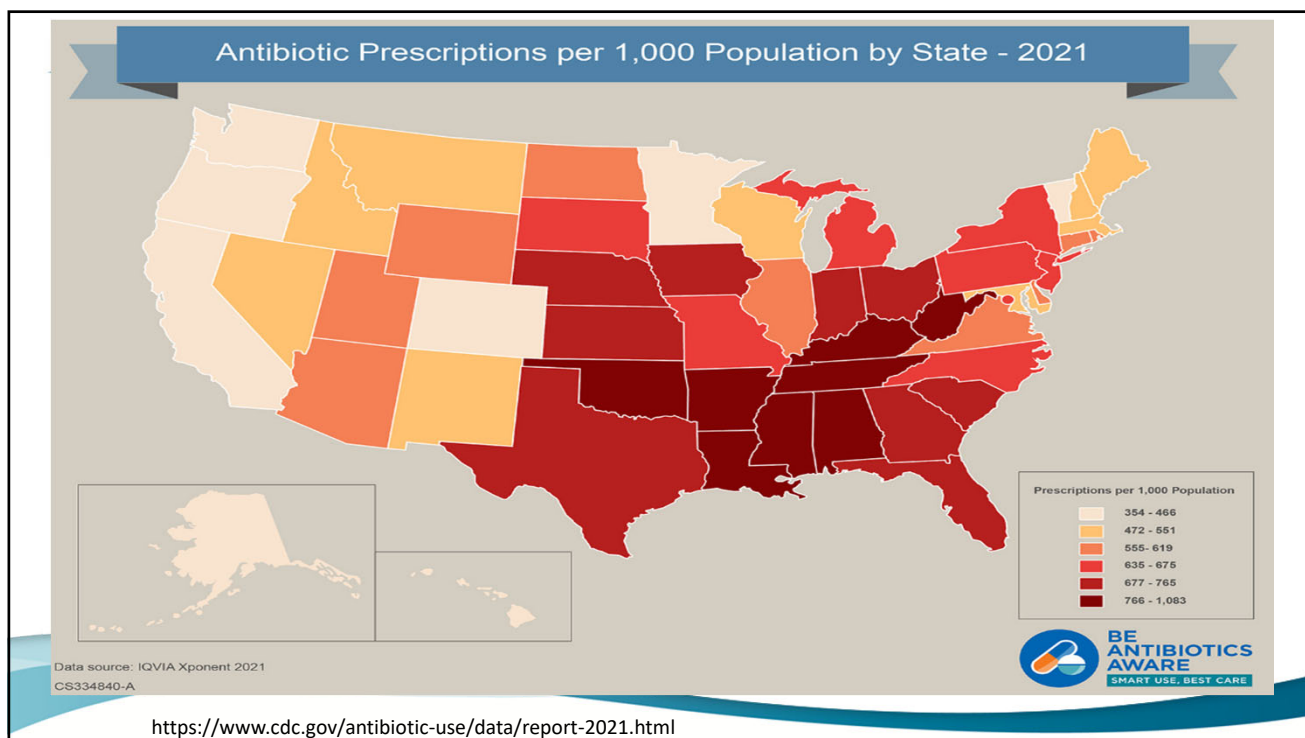 Antibiotic Prescriptions per 1,000 Population by State - 2021
Prescriptions per 1,000 Population
354 - 466
472 - 551
555- 619
635 - 675
677 - 765
766 - 1,083
Data source: IQVIA Xponent 2021
CS334840-A
BE
ANTIBIOTICS
AWARE
SMART USE, BEST CARE
https://www.cdc.gov/antibiotic-use/data/report-2021.html